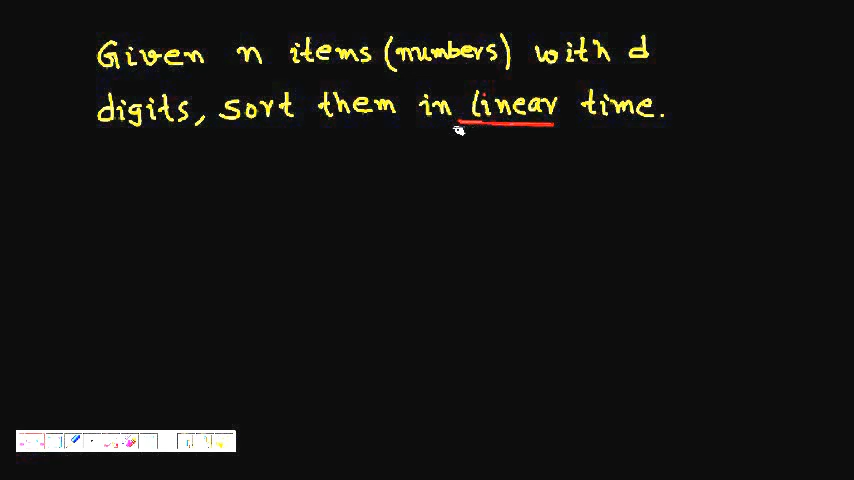 Given n items (numbers) with d
digits, sort them in linear time.